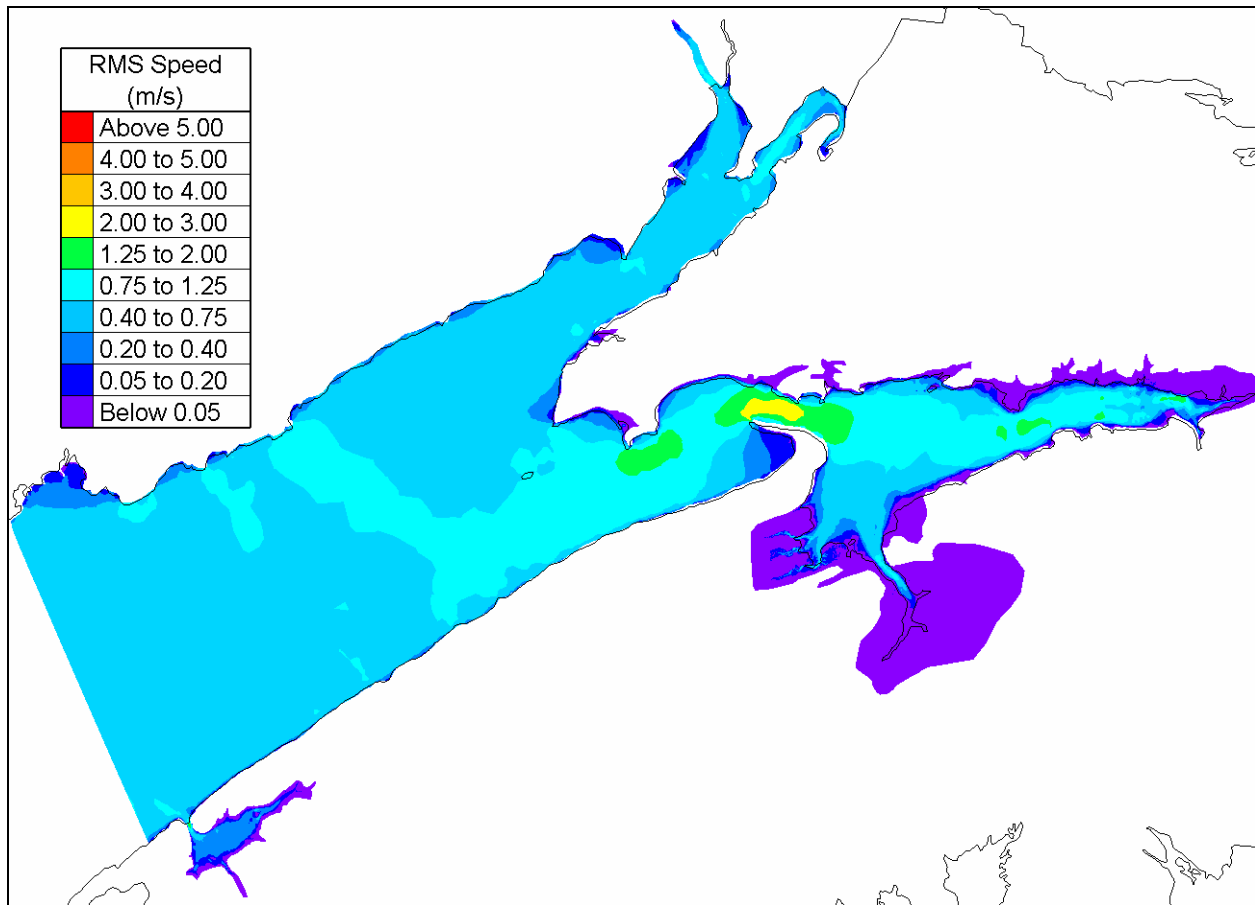 RMS Speed
(m/s)
Above 5.00
4.00 to 5.00
3.00 to 4.00
2.00 to 3.00
1.25 to 2.00
0.75 to 1.25
0.40 to 0.75
0.20 to 0.40
0.05 to 0.20
Below 0.05